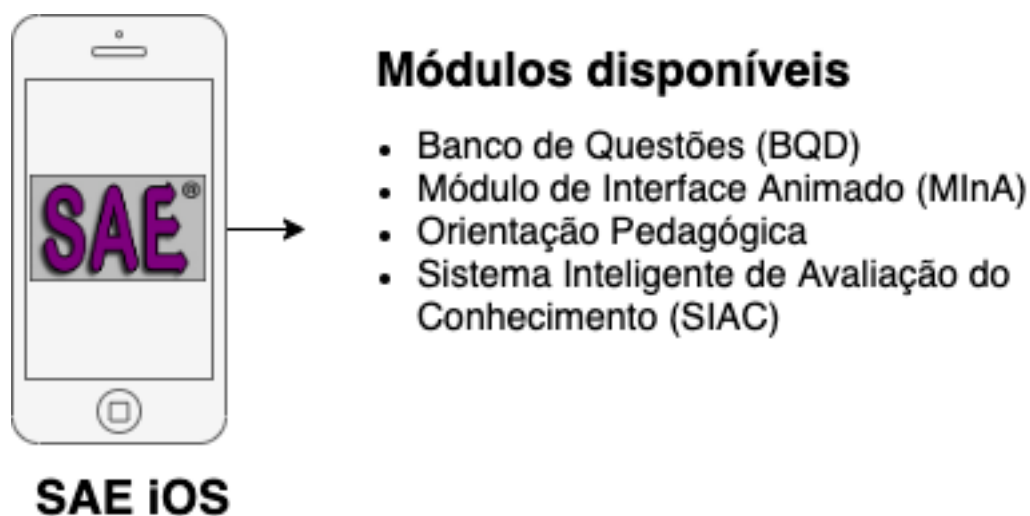 SAE®
SAE iOS
Módulos disponíveis
• Banco de Questões (BQD)
• Módulo de Interface Animado (MInA)
• Orientação Pedagógica
• Sistema Inteligente de Avaliação do
Conhecimento (SIAC)